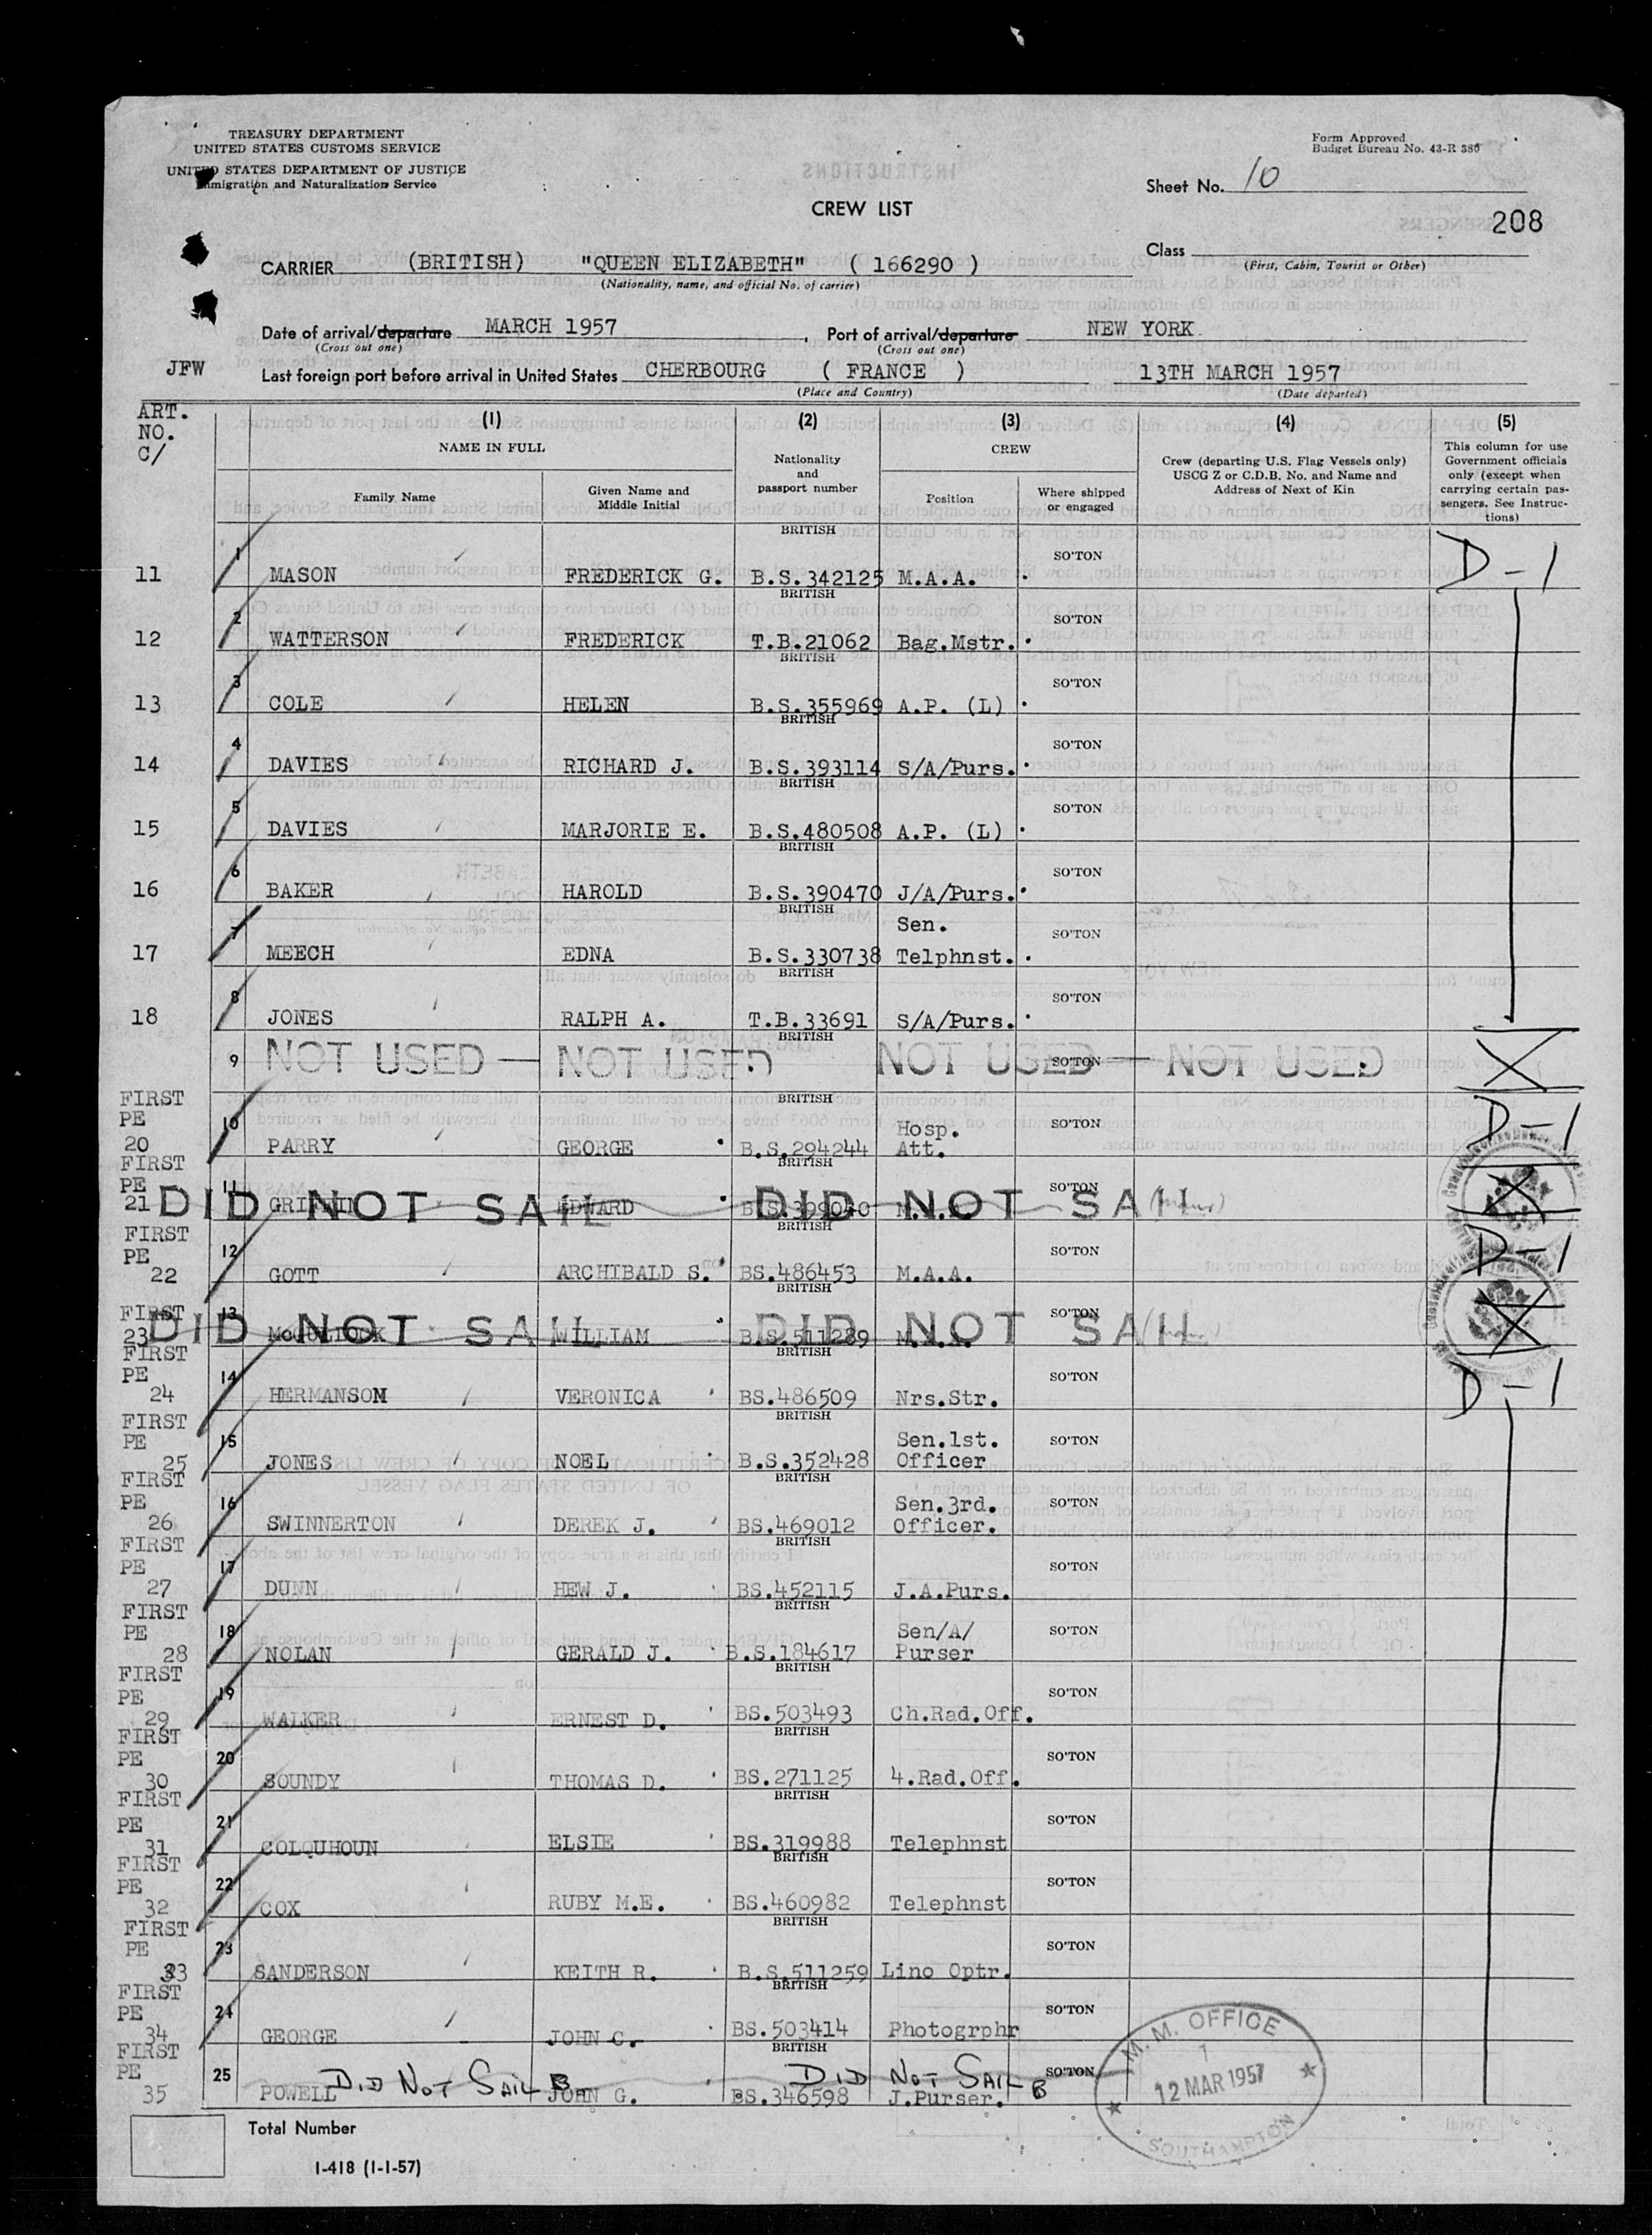 TREASURY DEPARTMENT
UNITED STATES CUSTOMS SERVICE
UNITED STATES DEPARTMENT OF JUSTICE
Immigration and Naturalization Service
Form Approved
Budget Bureau No. 43-R 386
Sheet No. 10
CREW LIST
208
Class
(First, Cabin, Tourist or Other)
CARRIER (BRITISH) "QUEEN ELIZABETH" ( 166290 )
(Nationality, name, and official No. of carrier)
Date of arrival/departure MARCH 1957 , Port of arrival/departure NEW YORK
(Cross out one) (Cross out one)
JFW Last foreign port before arrival in United States CHERBOURG ( FRANCE ) 13TH MARCH 1957
(Place and Country) (Date departed)
ART. NO. C/
(1) NAME IN FULL
Family Name
Given Name and Middle Initial
(2) Nationality and passport number
(3) CREW
Position
Where shipped or engaged
(4) Crew (departing U.S. Flag Vessels only) USCG Z or C.D.B. No. and Name and Address of Next of Kin
(5) This column for use Government officials only (except when carrying certain passengers. See Instructions)
11 1 MASON FREDERICK G. BRITISH B.S.342125 M.A.A. SO'TON D-1
12 2 WATTERSON FREDERICK BRITISH T.B.21062 Bag.Mstr. SO'TON
13 3 COLE HELEN BRITISH B.S.355969 A.P. (L) SO'TON
14 4 DAVIES RICHARD J. BRITISH B.S.393114 S/A/Purs. SO'TON
15 5 DAVIES MARJORIE E. BRITISH B.S.480508 A.P. (L) SO'TON
16 6 BAKER HAROLD BRITISH B.S.390470 J/A/Purs. SO'TON
17 7 MEECH EDNA BRITISH B.S.330738 Sen. Telphnst. SO'TON
18 8 JONES RALPH A. BRITISH T.B.33691 S/A/Purs. SO'TON
9 NOT USED — NOT USED BRITISH NOT USED — NOT USED SO'TON X
FIRST PE 20 10 PARRY GEORGE BRITISH B.S.294244 Hosp. Att. SO'TON D-1
FIRST PE 21 11 DID NOT SAIL EDWARD BRITISH DID NOT SAIL SO'TON X
FIRST PE 22 12 GOTT ARCHIBALD S. BRITISH BS.486453 M.A.A. SO'TON D-1
FIRST 23 13 DID NOT SAIL WILLIAM BRITISH B.S.511289 DID NOT SAIL SO'TON X
FIRST PE 24 14 HERMANSOM VERONICA BRITISH BS.486509 Nrs.Str. SO'TON D-1
FIRST PE 25 15 JONES NOEL BRITISH B.S.352428 Sen.1st. Officer SO'TON
FIRST PE 26 16 SWINNERTON DEREK J. BRITISH BS.469012 Sen.3rd. Officer. SO'TON
FIRST PE 27 17 DUNN HEW J. BRITISH BS.452115 J.A.Purs. SO'TON
FIRST PE 28 18 NOLAN GERALD J. BRITISH B.S.184617 Sen/A/ Purser SO'TON
FIRST PE 29 19 WALKER ERNEST D. BRITISH BS.503493 Ch.Rad.Off. SO'TON
FIRST PE 30 20 SOUNDY THOMAS D. BRITISH BS.271125 4.Rad.Off. SO'TON
FIRST PE 31 21 COLQUHOUN ELSIE BRITISH BS.319988 Telephnst SO'TON
FIRST PE 32 22 COX RUBY M.E. BRITISH BS.460982 Telephnst SO'TON
FIRST PE 33 23 SANDERSON KEITH R. BRITISH B.S.511259 Lino Optr. SO'TON
FIRST PE 34 24 GEORGE JOHN C. BRITISH BS.503414 Photogrphr SO'TON
FIRST PE 35 25 POWELL DID NOT SAIL B JOHN G. BRITISH BS.346598 DID NOT SAIL B J.Purser. SO'TON
M. M. OFFICE
1
12 MAR 1957
SOUTHAMPTON
Total Number
I-418 (1-1-57)